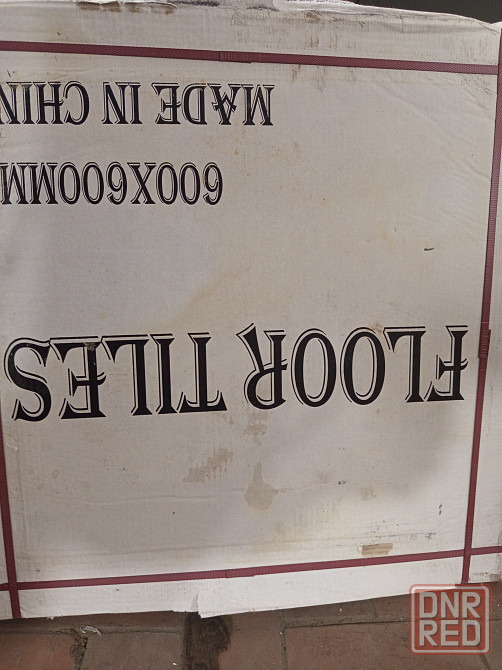 FLOOR TILES
600X600MM
MADE IN CHIN
DNR
RED